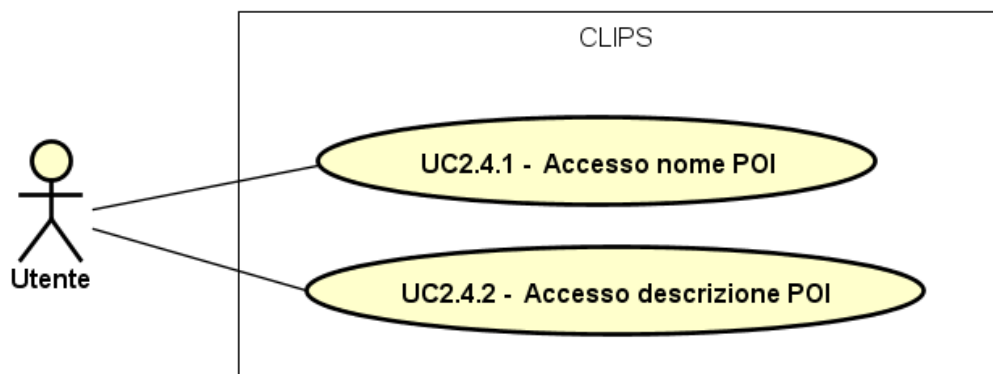 CLIPS
UC2.4.1 - Accesso nome POI
Utente
UC2.4.2 - Accesso descrizione POI